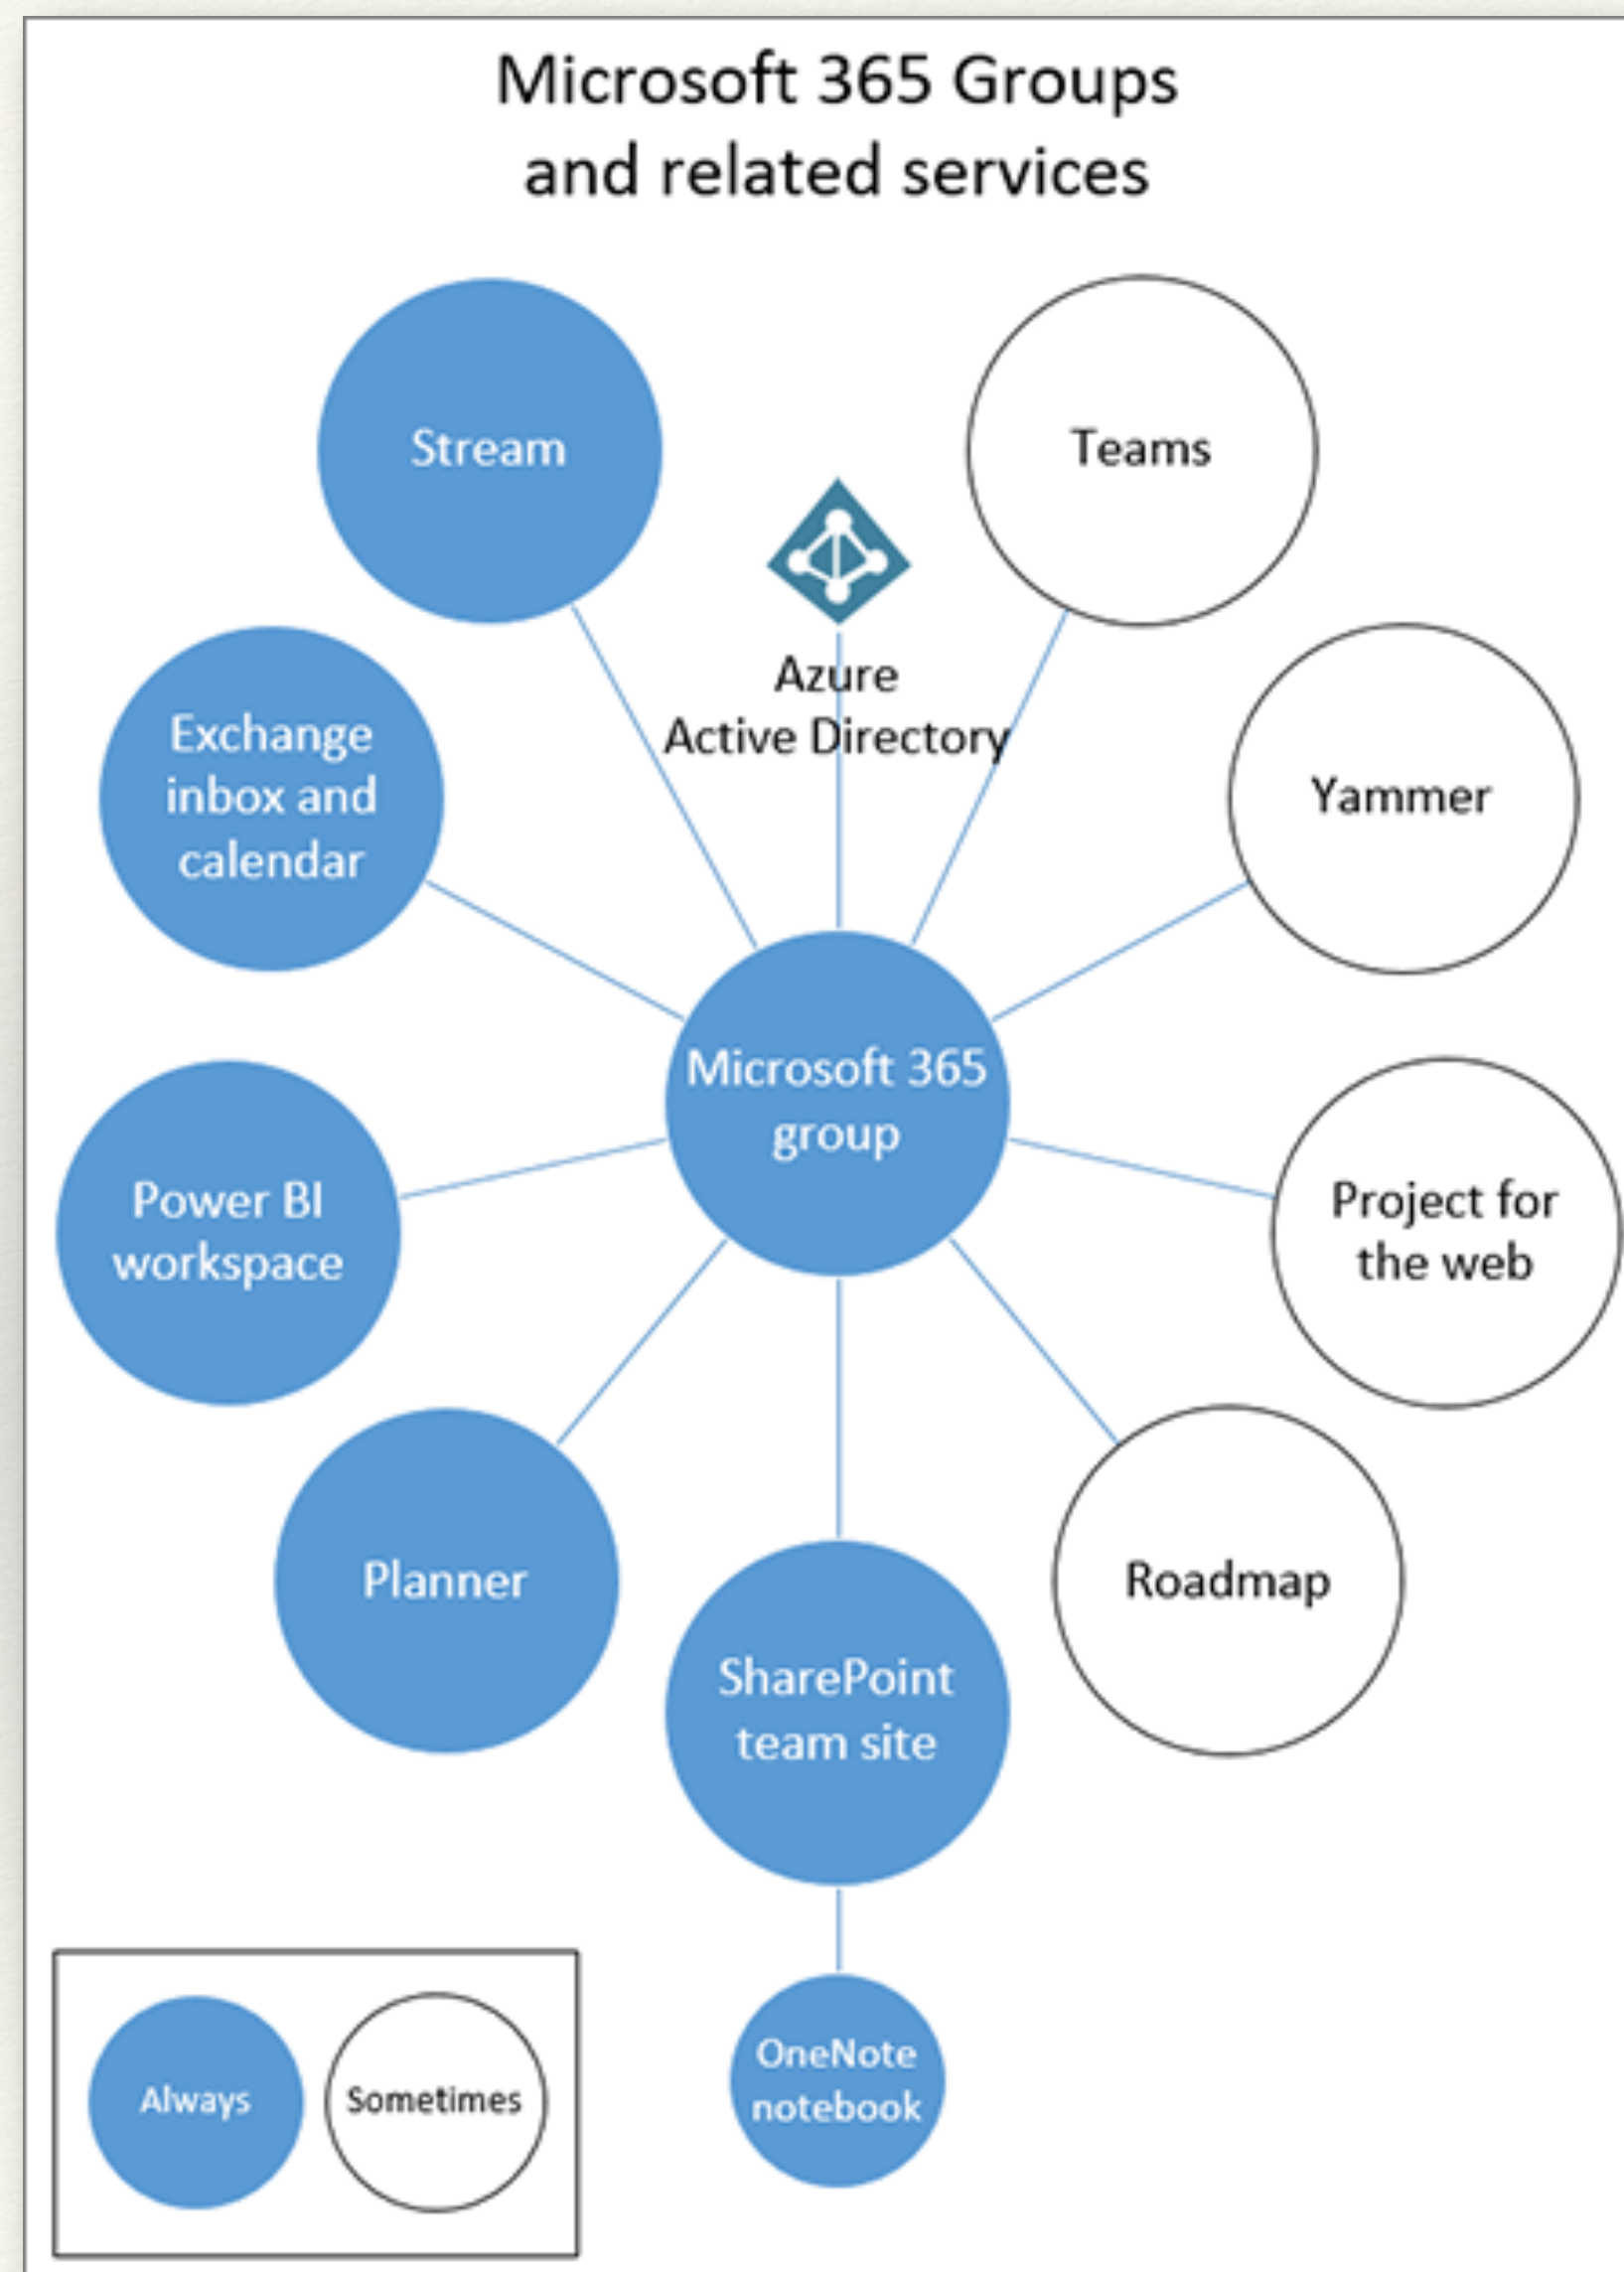 Microsoft 365 Groups
and related services
Stream
Teams
Azure
Active Directory
Exchange
inbox and
calendar
Yammer
Microsoft 365
group
Power BI
workspace
Project for
the web
Planner
Roadmap
SharePoint
team site
OneNote
notebook
Always
Sometimes